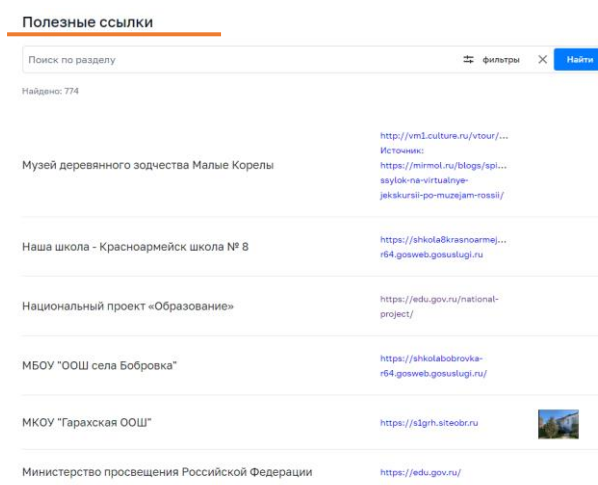 Полезные ссылки
Поиск по разделу
фильтры
Найти
Найдено: 774
Музей деревянного зодчества Малые Корелы
http://vm1.culture.ru/vtour/...
Источник:
https://mirmol.ru/blogs/spi...
ssylok-na-virtualnye-
jekskursii-po-muzejam-rossii/
Наша школа - Красноармейск школа № 8
https://shkola8krasnoarmej...
r64.gosweb.gosuslugi.ru
Национальный проект «Образование»
https://edu.gov.ru/national-
project/
МБОУ "ООШ села Бобровка"
https://shkolabobrovka-
r64.gosweb.gosuslugi.ru/
МКОУ "Гарахская ООШ"
https://s1grh.siteobr.ru
Министерство просвещения Российской Федерации
https://edu.gov.ru/